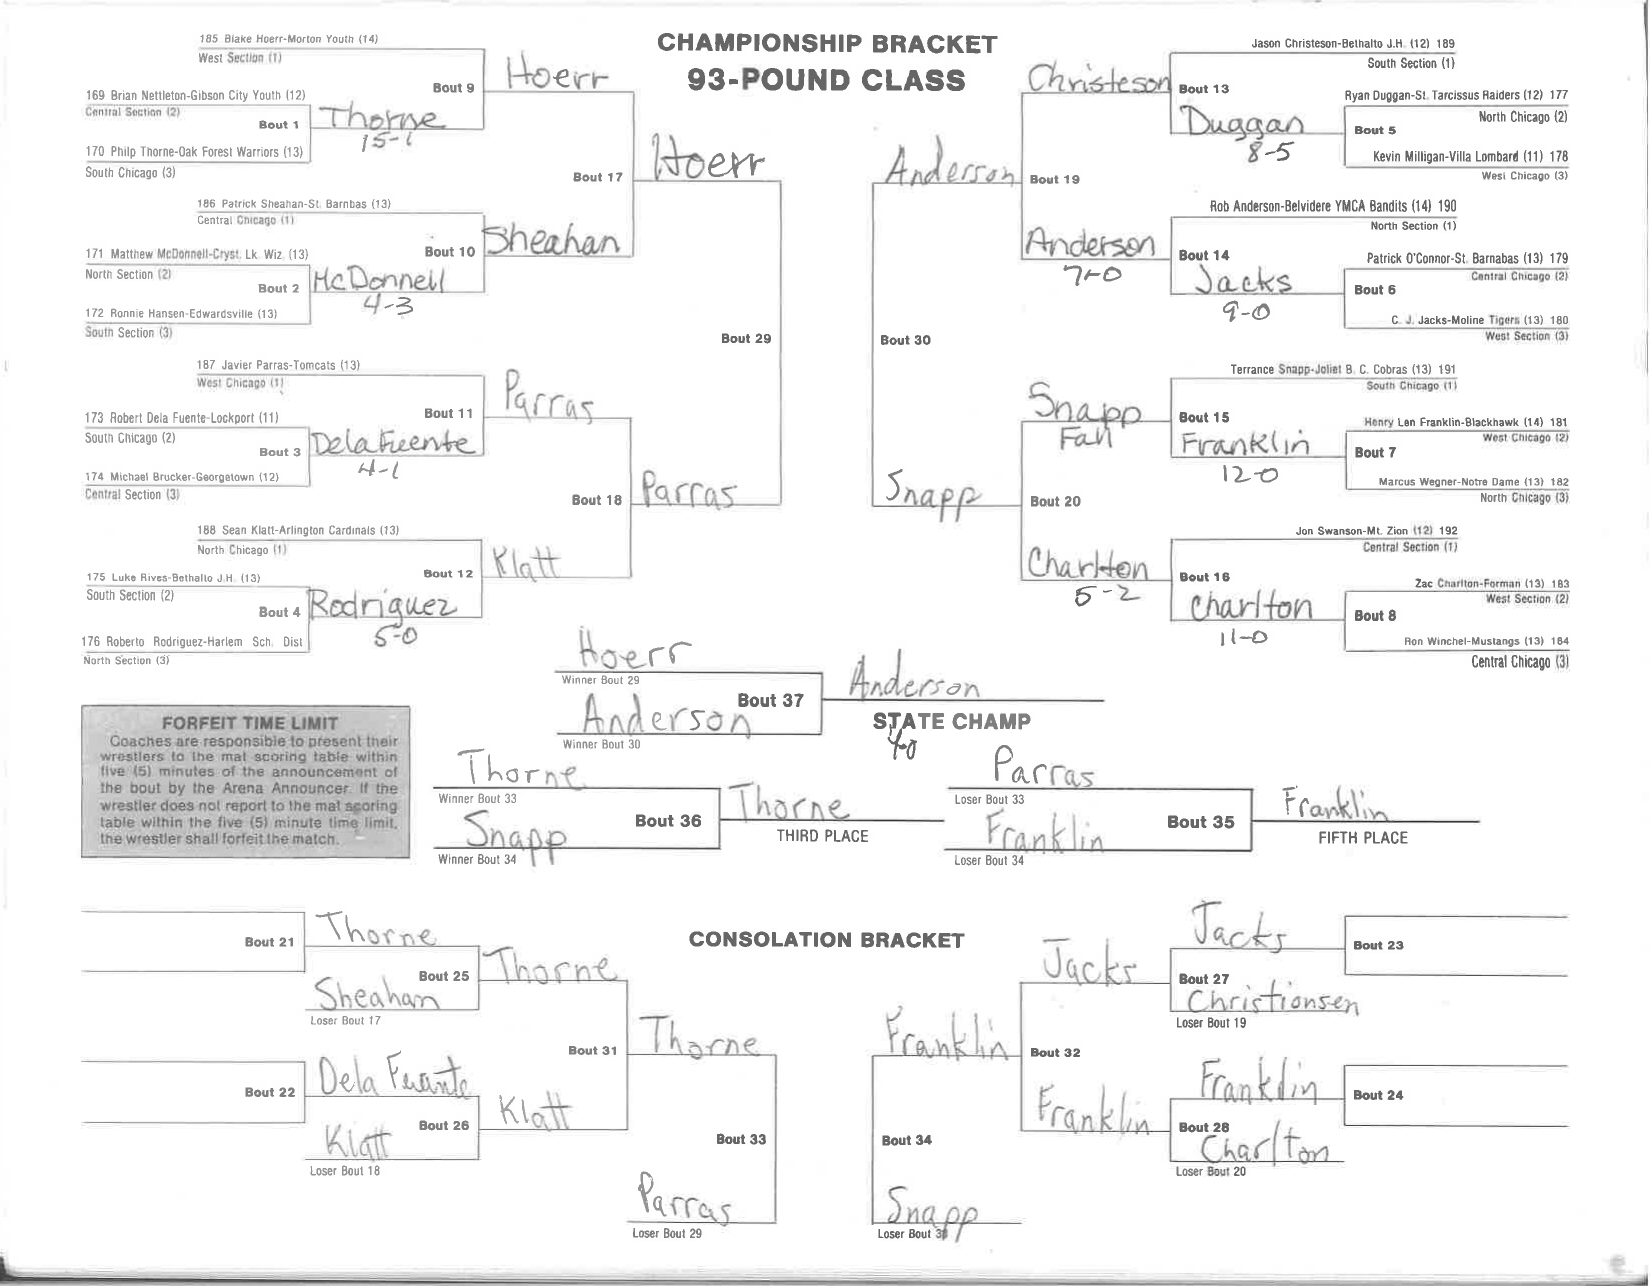 CHAMPIONSHIP BRACKET
93-POUND CLASS
185 Blake Hoerr-Morton Youth (14)
West Section (1)
Bout 9
Hoerr
169 Brian Nettleton-Gibson City Youth (12)
Central Section (2)
Bout 1
Thorne
15-1
170 Philp Thorne-Oak Forest Warriors (13)
South Chicago (3)
Bout 17
Hoerr
186 Patrick Sheahan-St. Barnbas (13)
Central Chicago (1)
Bout 10
Sheahan
171 Matthew McDonnell-Cryst. Lk. Wiz. (13)
North Section (2)
Bout 2
McDonnell
4-3
172 Ronnie Hansen-Edwardsville (13)
South Section (3)
Bout 29
187 Javier Parras-Tomcats (13)
West Chicago (1)
Bout 11
Parras
173 Robert Dela Fuente-Lockport (11)
South Chicago (2)
Bout 3
Dela Fuente
4-1
174 Michael Brucker-Georgetown (12)
Central Section (3)
Bout 18
Parras
188 Sean Klatt-Arlington Cardinals (13)
North Chicago (1)
Bout 12
Klatt
175 Luke Rives-Bethalto J.H. (13)
South Section (2)
Bout 4
Rodriguez
5-0
176 Roberto Rodriguez-Harlem Sch. Dist
North Section (3)
Jason Christeson-Bethalto J.H. (12) 189
South Section (1)
Christeson
Bout 13
Ryan Duggan-St. Tarcissus Raiders (12) 177
North Chicago (2)
Duggan
8-5
Bout 5
Kevin Milligan-Villa Lombard (11) 178
West Chicago (3)
Anderson
Bout 19
Rob Anderson-Belvidere YMCA Bandits (14) 190
North Section (1)
Anderson
7-0
Bout 14
Patrick O'Connor-St. Barnabas (13) 179
Central Chicago (2)
Jacks
9-0
Bout 6
C. J. Jacks-Moline Tigers (13) 180
West Section (3)
Bout 30
Terrance Snapp-Joliet B. C. Cobras (13) 191
South Chicago (1)
Snapp
Fall
Bout 15
Henry Len Franklin-Blackhawk (14) 181
West Chicago (2)
Franklin
12-0
Bout 7
Marcus Wegner-Notre Dame (13) 182
North Chicago (3)
Snapp
Bout 20
Jon Swanson-Mt. Zion (12) 192
Central Section (1)
Charlton
5-2
Bout 16
Zac Charlton-Forman (13) 183
West Section (2)
Charlton
11-0
Bout 8
Ron Winchel-Mustangs (13) 184
Central Chicago (3)
Hoerr
Winner Bout 29
Bout 37
Anderson
Anderson
Winner Bout 30
STATE CHAMP
4-0
FORFEIT TIME LIMIT
Coaches are responsible to present their
wrestlers to the mat scoring table within
five (5) minutes of the announcement of
the bout by the Arena Announcer. If the
wrestler does not report to the mat scoring
table within the five (5) minute time limit,
the wrestler shall forfeit the match.
Thorne
Winner Bout 33
Bout 36
Thorne
THIRD PLACE
Snapp
Winner Bout 34
Parras
Loser Bout 33
Bout 35
Franklin
FIFTH PLACE
Franklin
Loser Bout 34
CONSOLATION BRACKET
Bout 21
Thorne
Bout 25
Thorne
Sheahan
Loser Bout 17
Bout 31
Thorne
Bout 22
Dela Fuente
Bout 26
Klatt
Klatt
Loser Bout 18
Bout 33
Parras
Loser Bout 29
Jacks
Bout 23
Jacks
Bout 27
Christionsen
Loser Bout 19
Franklin
Bout 32
Franklin
Bout 24
Franklin
Bout 28
Charlton
Loser Bout 20
Bout 34
Snapp
Loser Bout 30